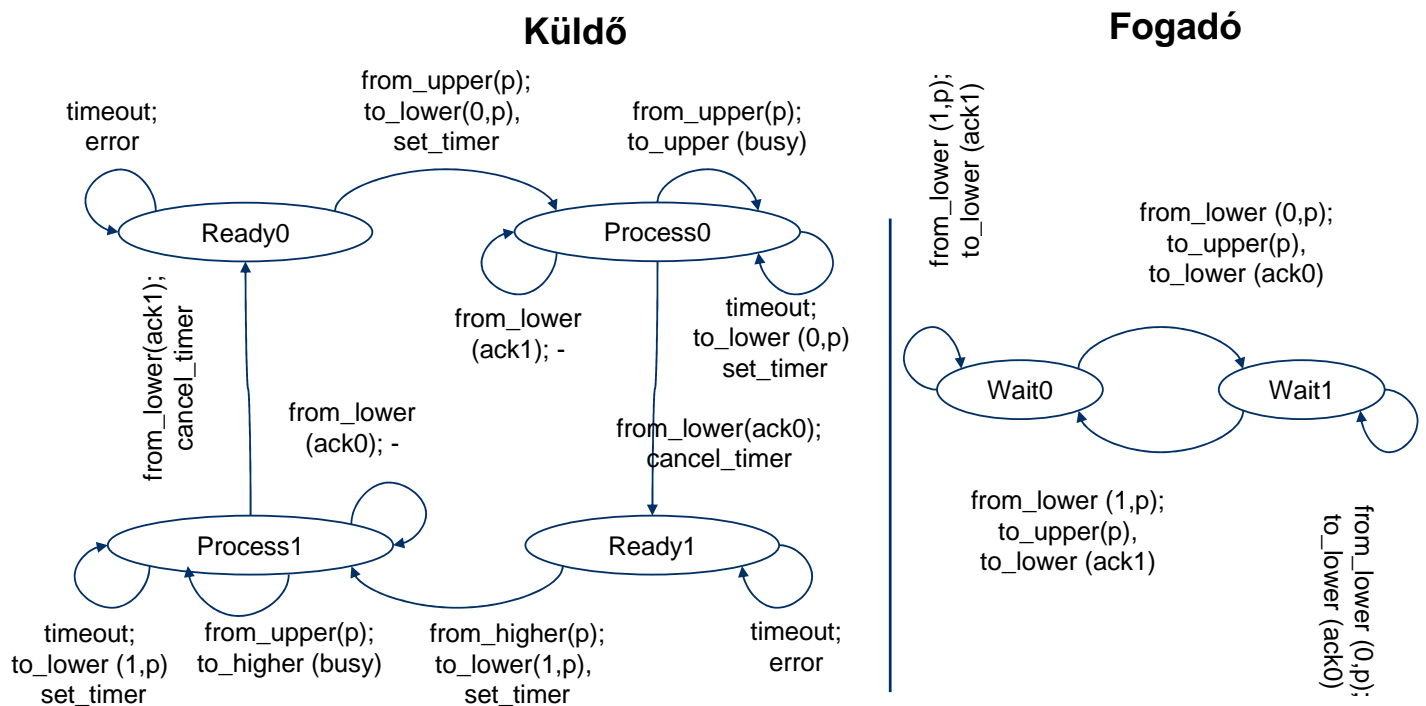 Küldő
timeout;
error
from_upper(p);
to_lower(0,p),
set_timer
from_upper(p);
to_upper (busy)
Ready0
Process0
from_lower
(ack1); -
timeout;
to_lower (0,p)
set_timer
from_lower(ack1);
cancel_timer
from_lower
(ack0); -
from_lower(ack0);
cancel_timer
Process1
Ready1
timeout;
to_lower (1,p)
set_timer
from_upper(p);
to_higher (busy)
from_higher(p);
to_lower(1,p),
set_timer
timeout;
error
Fogadó
from_lower (1,p);
to_lower (ack1)
from_lower (0,p);
to_upper(p),
to_lower (ack0)
Wait0
Wait1
from_lower (1,p);
to_upper(p),
to_lower (ack1)
from_lower (0,p);
to_lower (ack0)